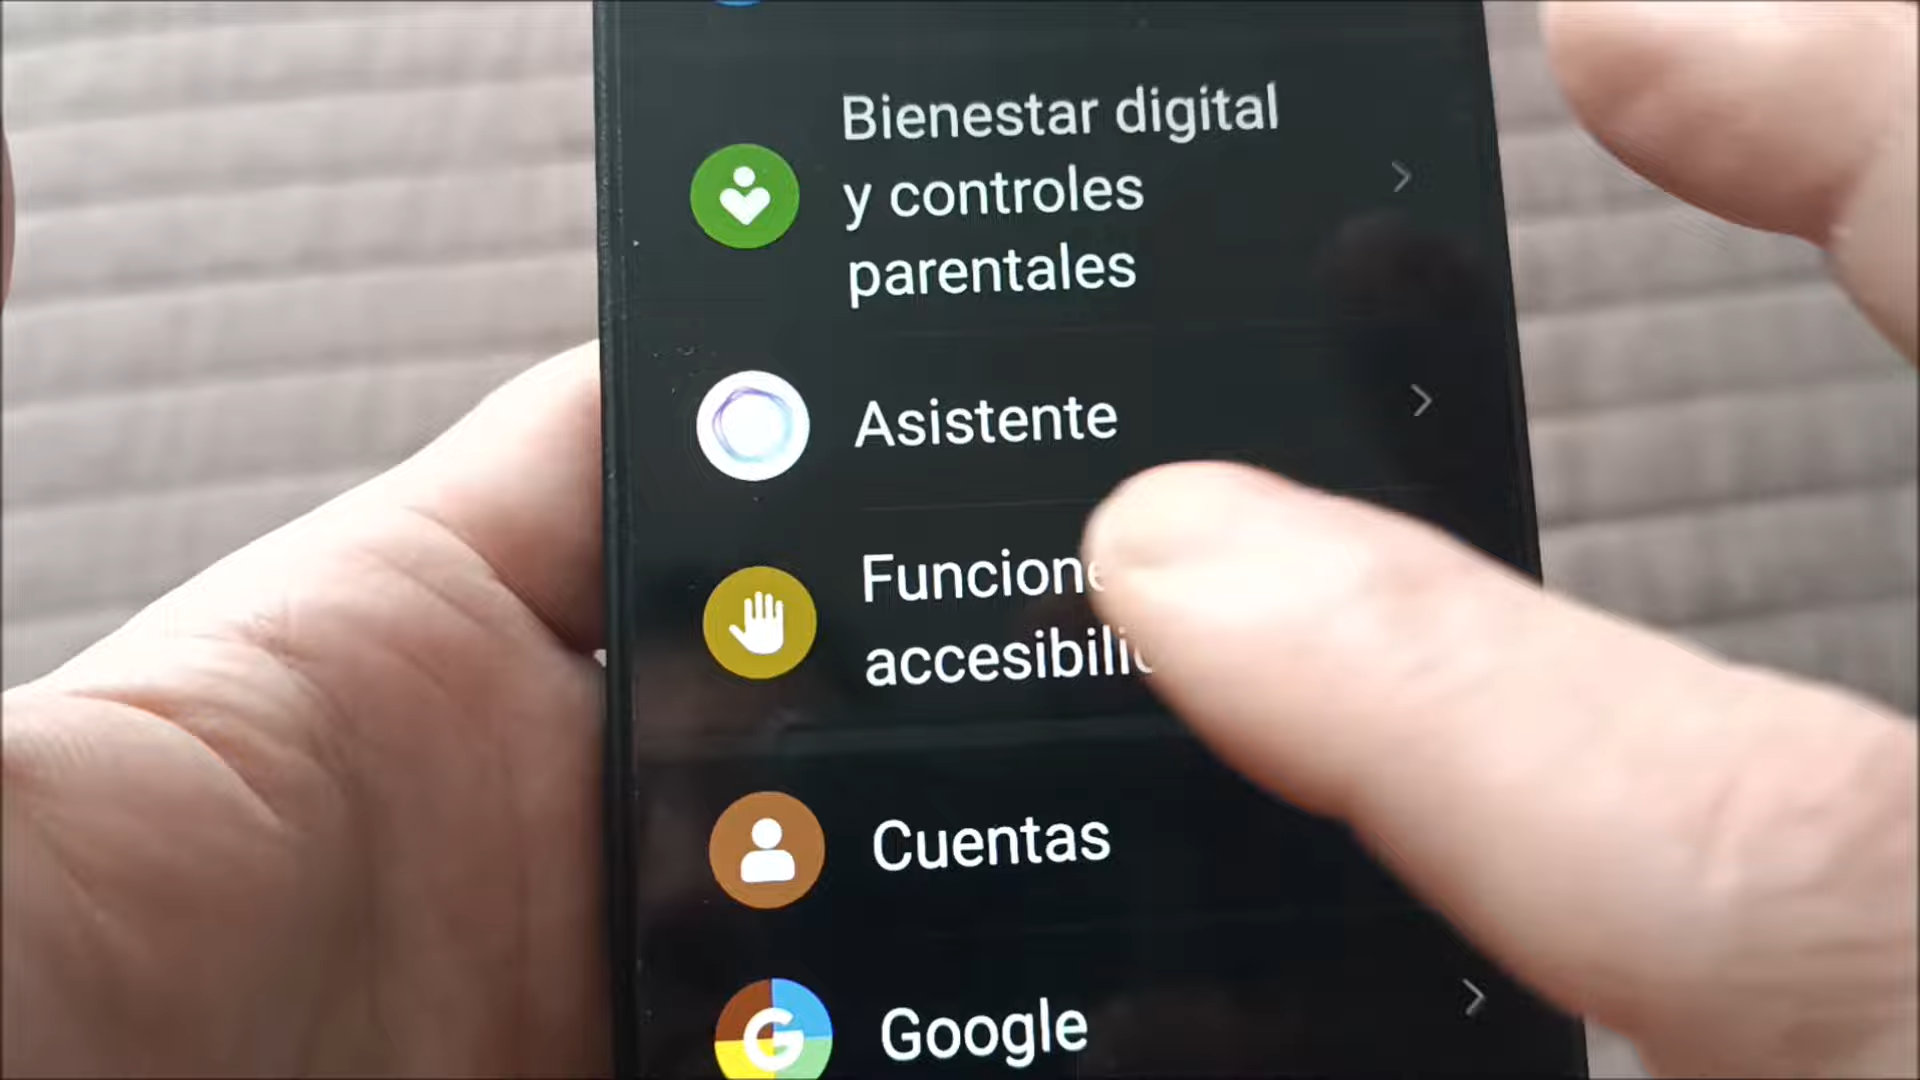 Bienestar digital
y controles
parentales
Asistente
Cuentas
G
Google